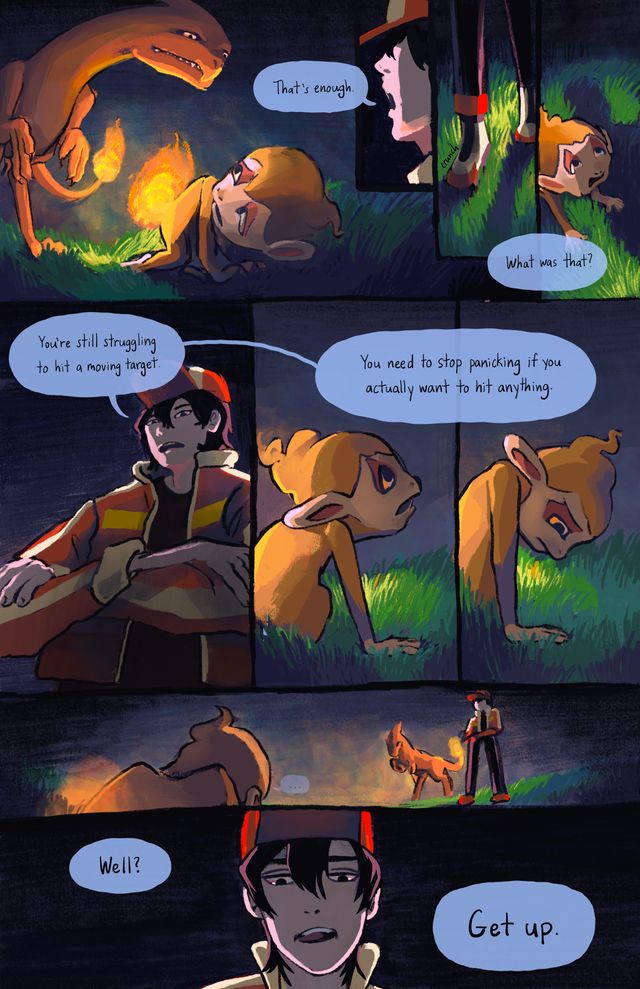 That's enough.
crunch
What was that?
You're still struggling
to hit a moving target.
You need to stop panicking if you
actually want to hit anything.
...
Well?
Get up.